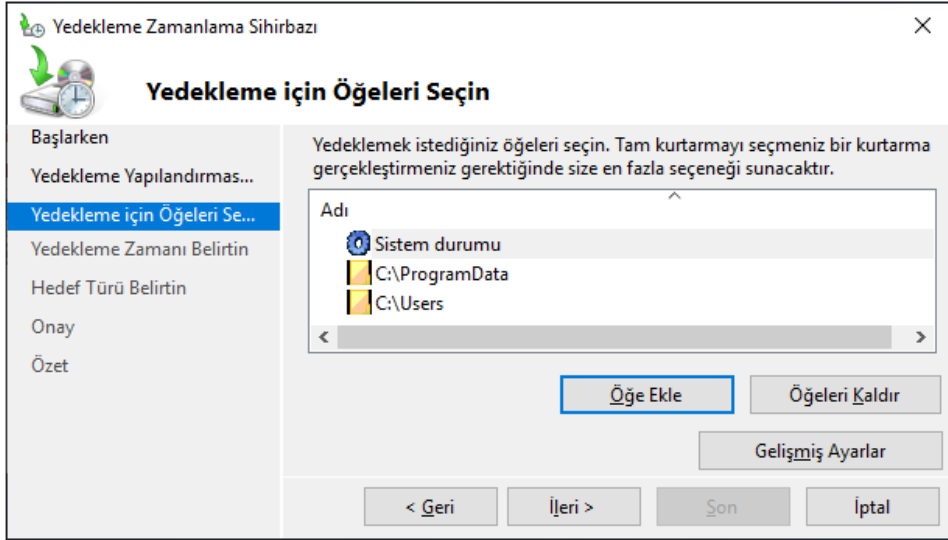 Yedekleme Zamanlama Sihirbazı
Yedekleme için Öğeleri Seçin
Başlarken
Yedekleme Yapılandırmas...
Yedekleme için Öğeleri Se...
Yedekleme Zamanı Belirtin
Hedef Türü Belirtin
Onay
Özet
Yedeklemek istediğiniz öğeleri seçin. Tam kurtarmayı seçmeniz bir kurtarma
gerçekleştirmeniz gerektiğinde size en fazla seçeneği sunacaktır.
Adı
Sistem durumu
C:\ProgramData
C:\Users
Öğe Ekle
Öğeleri Kaldır
Gelişmiş Ayarlar
< Geri
İleri >
Son
İptal